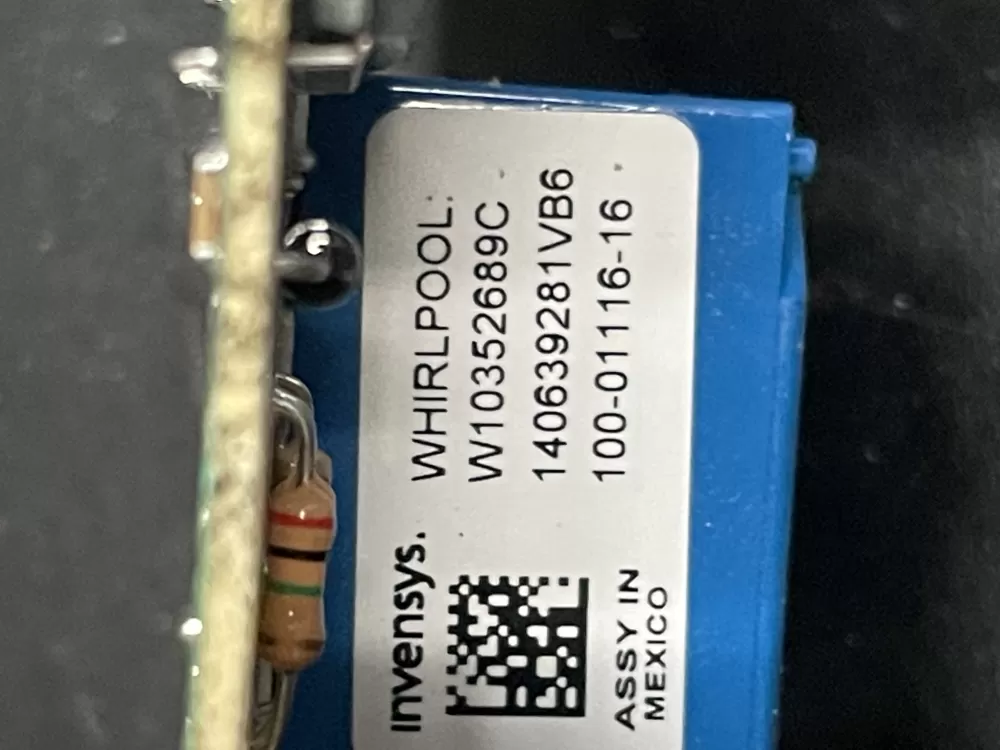 WHIRLPOOL:
W10352689C
140639281VB6
100-01116-16
invensys.
ASSY IN
MEXICO